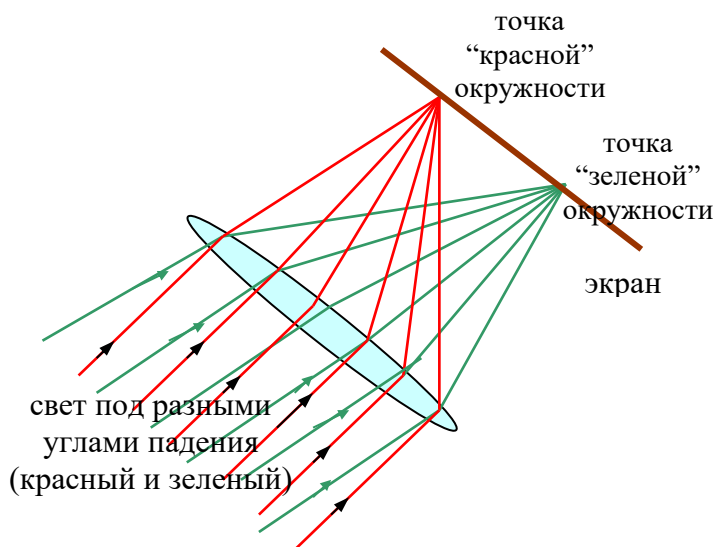 точка
“красной”
окружности
точка
“зеленой”
окружности
экран
свет под разными
углами падения
(красный и зеленый)